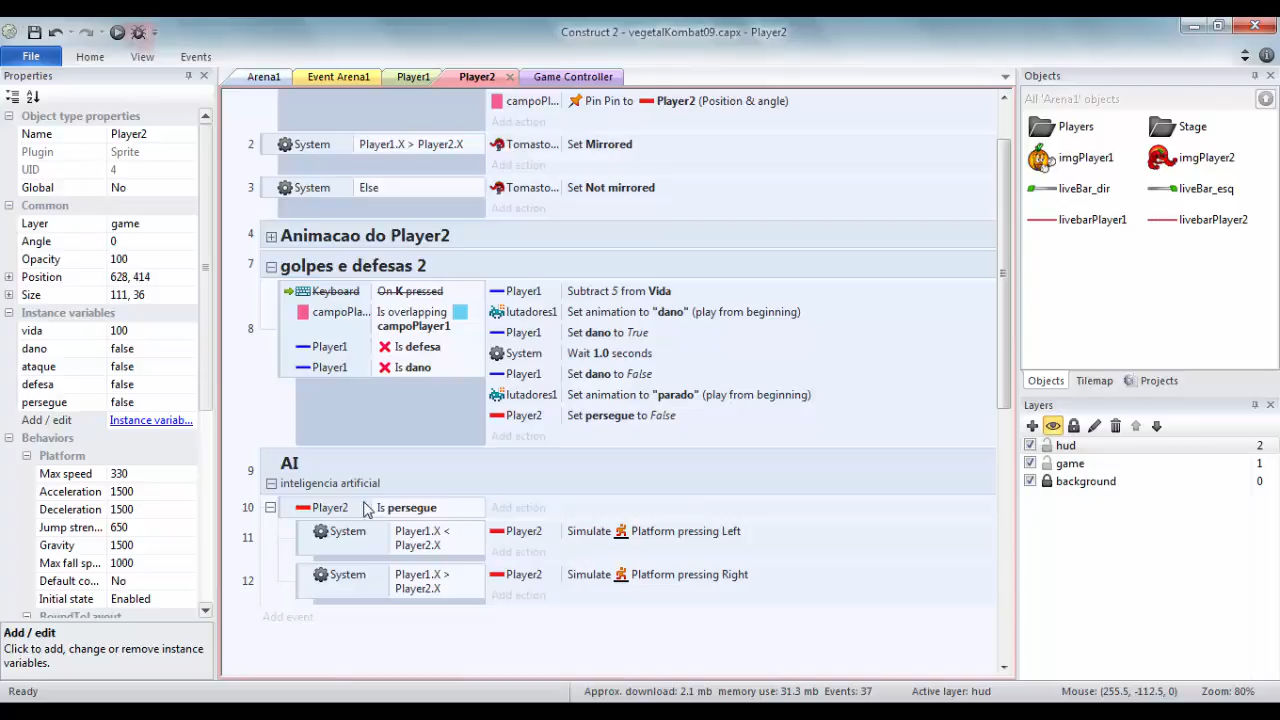 Construct 2 - vegetalKombat09.capx - Player2
File Home View Events
Properties
Object type properties
Name Player2
Plugin Sprite
UID 4
Global No
Common
Layer game
Angle 0
Opacity 100
Position 628, 414
Size 111, 36
Instance variables
vida 100
dano false
ataque false
defesa false
persegue false
Add / edit Instance variab...
Behaviors
Platform
Max speed 330
Acceleration 1500
Deceleration 1500
Jump stren... 650
Gravity 1500
Max fall sp... 1000
Default co... No
Initial state Enabled
BoundToLayout
Add / edit
Click to add, change or remove instance
variables.
Arena1 Event Arena1 Player1 Player2 Game Controller
campoPl... Pin Pin to Player2 (Position & angle)
Add action
2 System Player1.X > Player2.X Tomasto... Set Mirrored
Add action
3 System Else Tomasto... Set Not mirrored
Add action
4 Animacao do Player2
7 golpes e defesas 2
8
Keyboard On K pressed Player1 Subtract 5 from Vida
campoPla... Is overlapping campoPlayer1 lutadores1 Set animation to "dano" (play from beginning)
Player1 Set dano to True
Player1 Is defesa System Wait 1.0 seconds
Player1 Is dano Player1 Set dano to False
lutadores1 Set animation to "parado" (play from beginning)
Player2 Set persegue to False
Add action
9 AI
inteligencia artificial
10 Player2 Is persegue Add action
11 System Player1.X < Player2.X Player2 Simulate Platform pressing Left
Add action
12 System Player1.X > Player2.X Player2 Simulate Platform pressing Right
Add action
Add event
Objects
All 'Arena1' objects
Players Stage
imgPlayer1 imgPlayer2
liveBar_dir liveBar_esq
livebarPlayer1 livebarPlayer2
Objects Tilemap Projects
Layers
hud 2
game 1
background 0
Ready Approx. download: 2.1 mb memory use: 31.3 mb Events: 37 Active layer: hud Mouse: (255.5, -112.5, 0) Zoom: 80%